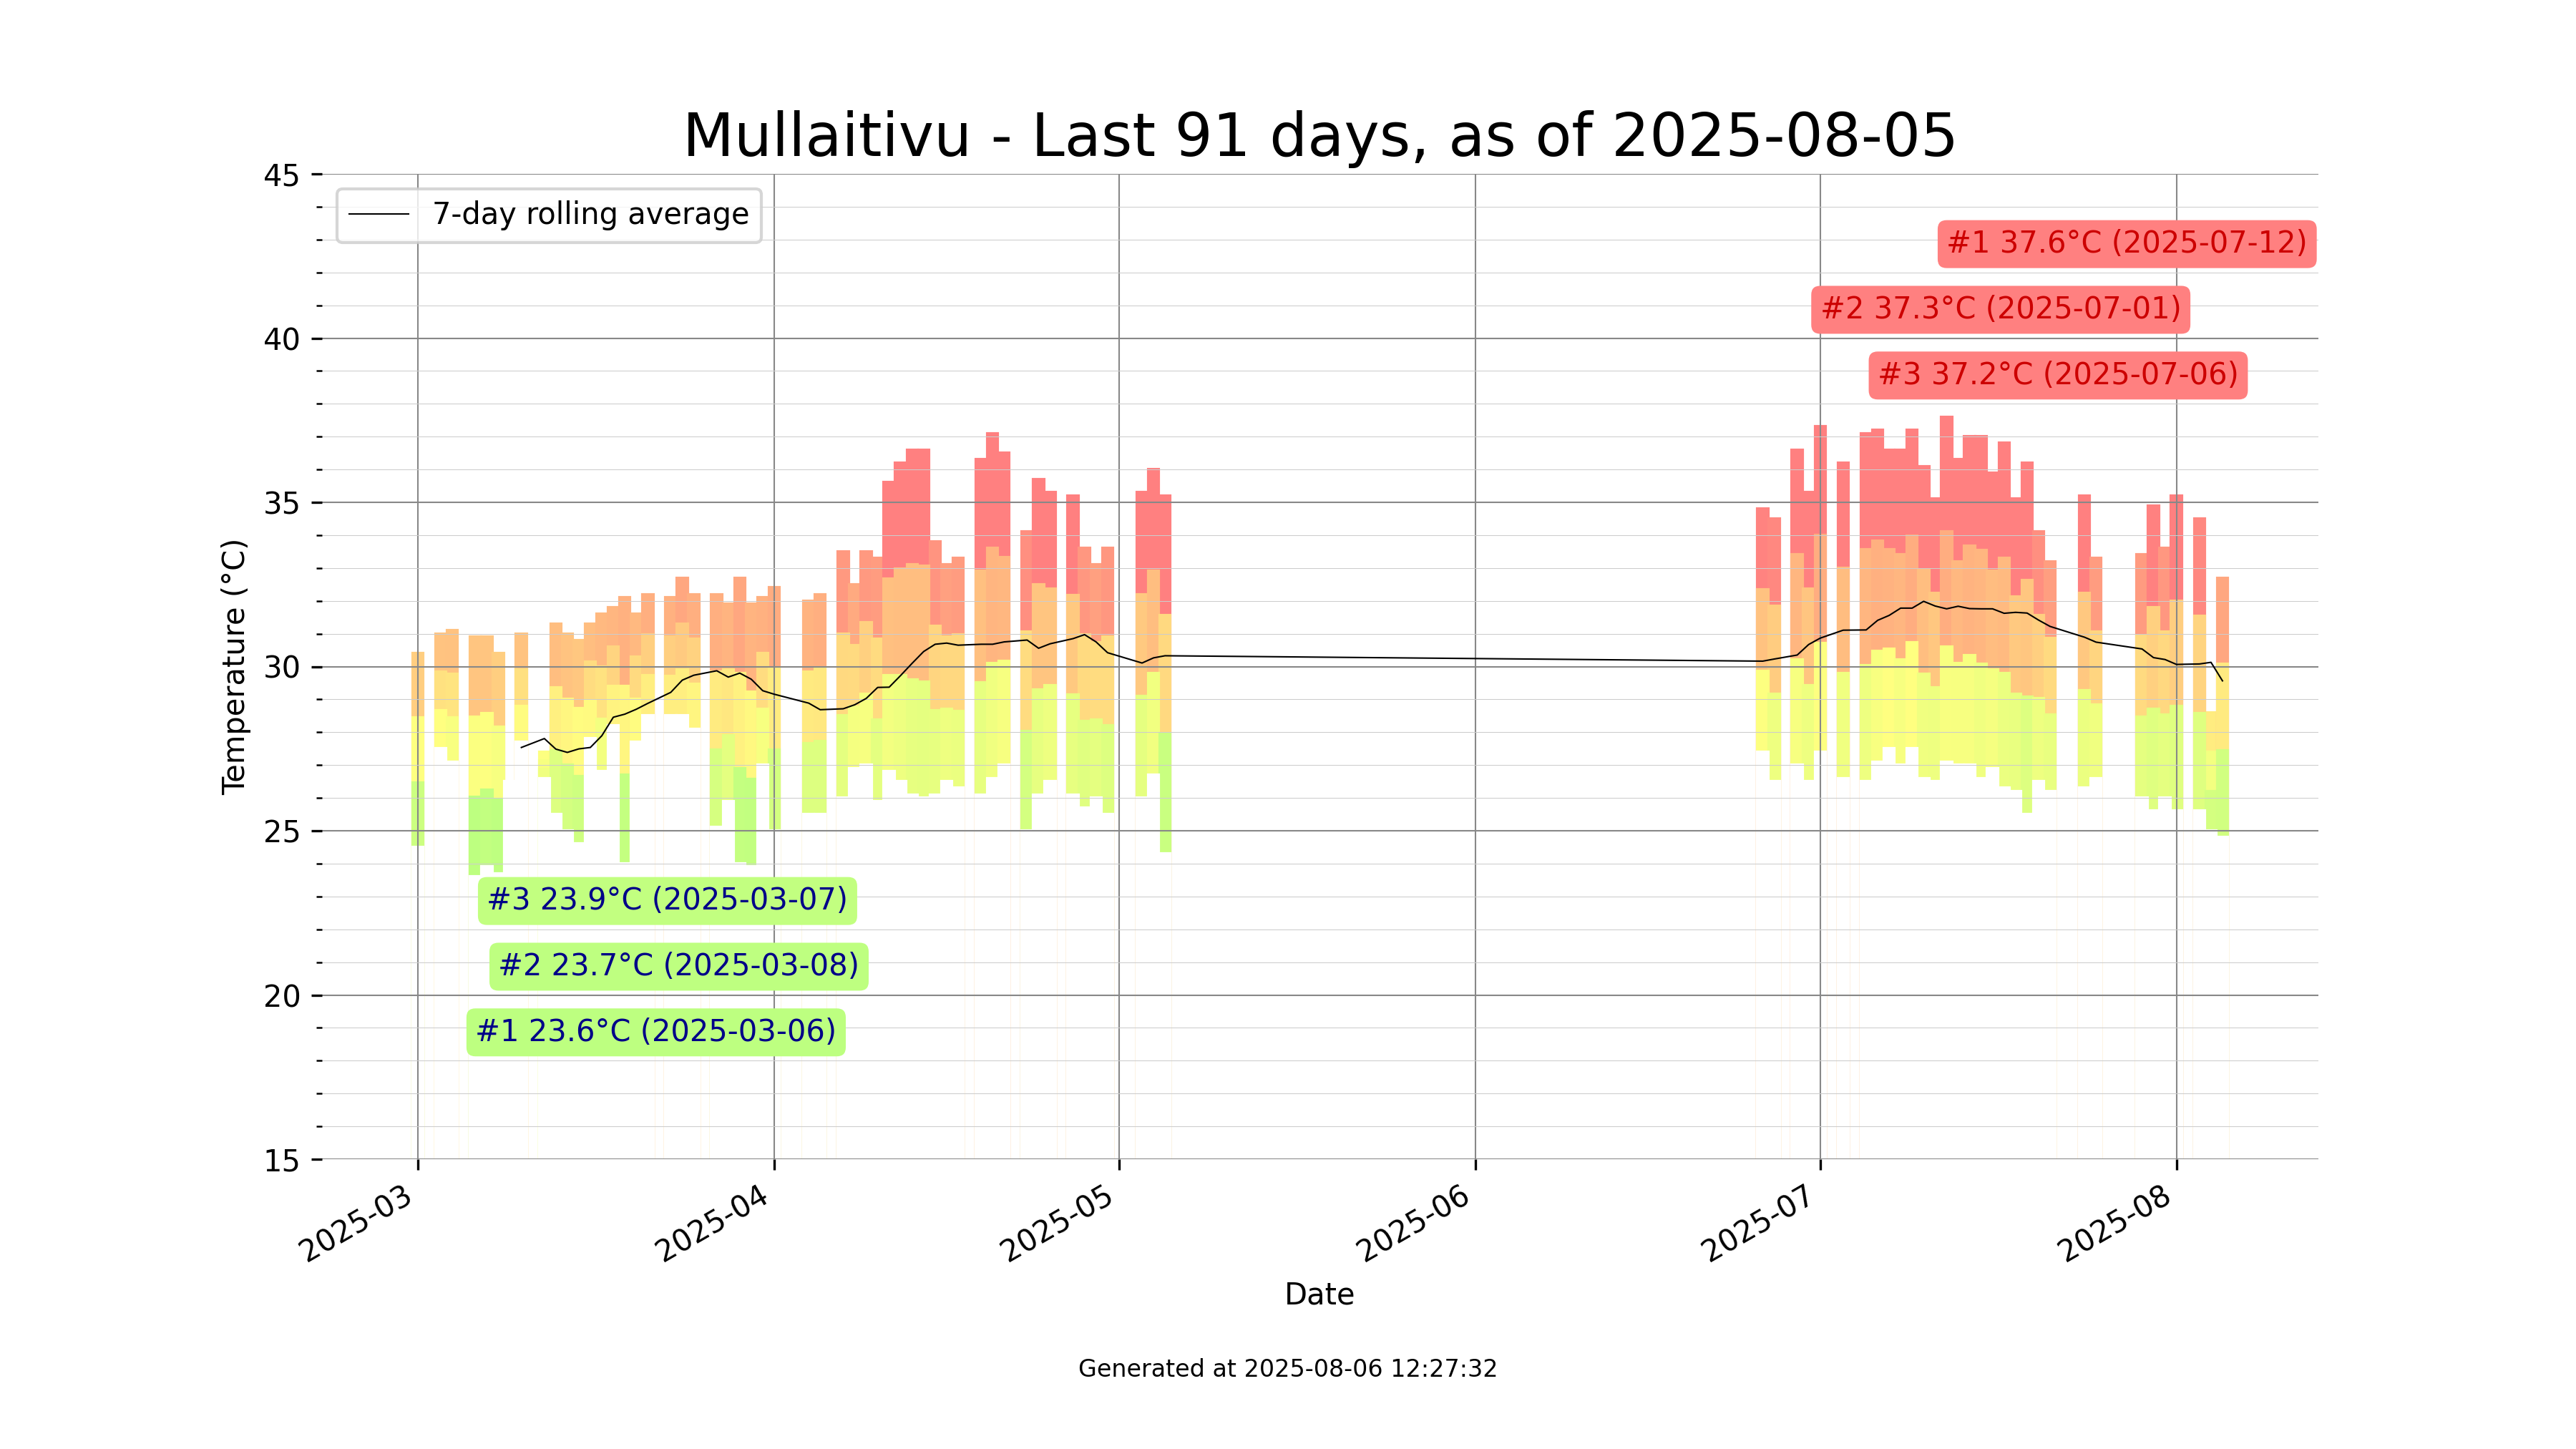 Mullaitivu - Last 91 days, as of 2025-08-05
45
40
35
30
25
20
15
Temperature (°C)
7-day rolling average
#1 37.6°C (2025-07-12)
#2 37.3°C (2025-07-01)
#3 37.2°C (2025-07-06)
#3 23.9°C (2025-03-07)
#2 23.7°C (2025-03-08)
#1 23.6°C (2025-03-06)
2025-03
2025-04
2025-05
2025-06
2025-07
2025-08
Date
Generated at 2025-08-06 12:27:32